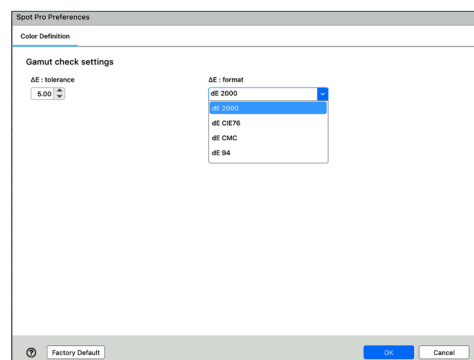 Spot Pro Preferences
Color Definition
Gamut check settings
ΔE : tolerance
ΔE : format
5.00
dE 2000
dE 2000
dE CIE76
dE CMC
dE 94
?
Factory Default
OK
Cancel